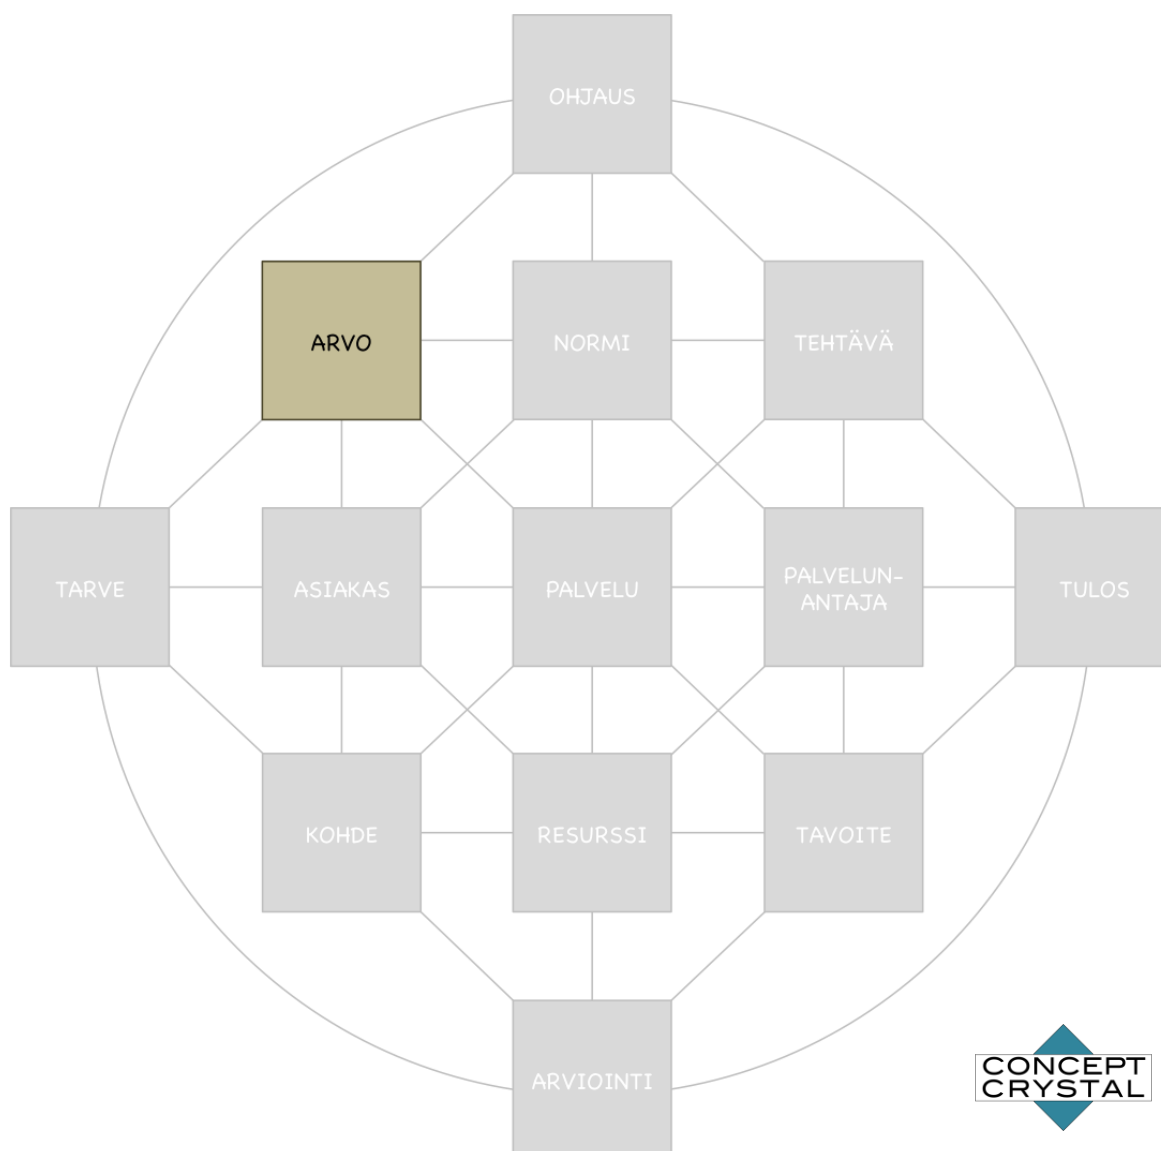 OHJAUS
ARVO
NORMI
TEHTÄVÄ
TARVE
ASIAKAS
PALVELU
PALVELUN-
ANTAJA
TULOS
KOHDE
RESURSSI
TAVOITE
ARVIOINTI
CONCEPT
CRYSTAL